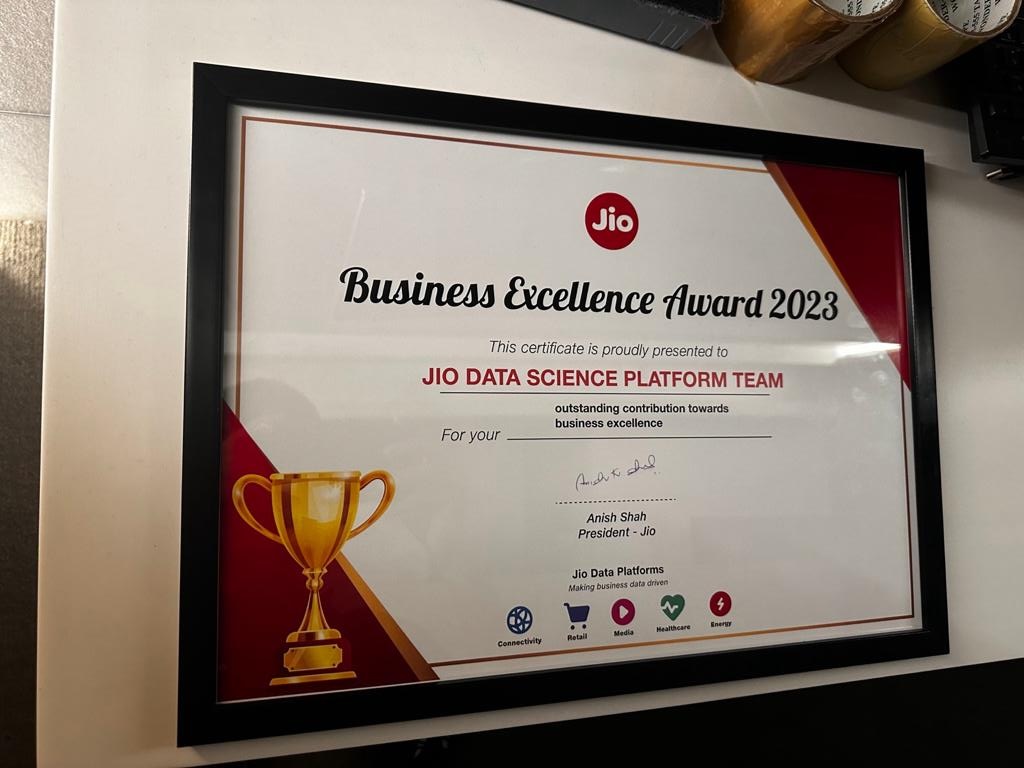 Jio
Business Excellence Award 2023
This certificate is proudly presented to
JIO DATA SCIENCE PLATFORM TEAM
outstanding contribution towards
business excellence
For your
Anish Shah
President - Jio
Jio Data Platforms
Making business data driven
Connectivity
Retail
Media
Healthcare
Energy